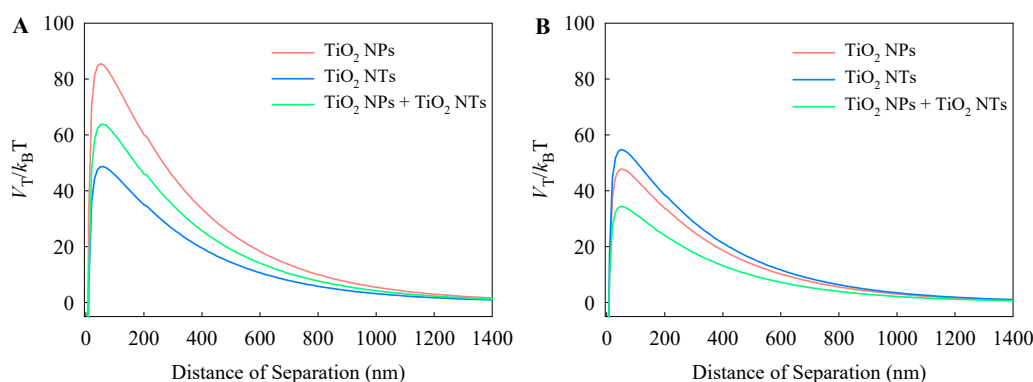 A
100
80
60
40
20
0
V_T/k_BT
TiO₂ NPs
TiO₂ NTs
TiO₂ NPs + TiO₂ NTs
0 200 400 600 800 1000 1200 1400
Distance of Separation (nm)
B
100
80
60
40
20
0
V_T/k_BT
TiO₂ NPs
TiO₂ NTs
TiO₂ NPs + TiO₂ NTs
0 200 400 600 800 1000 1200 1400
Distance of Separation (nm)